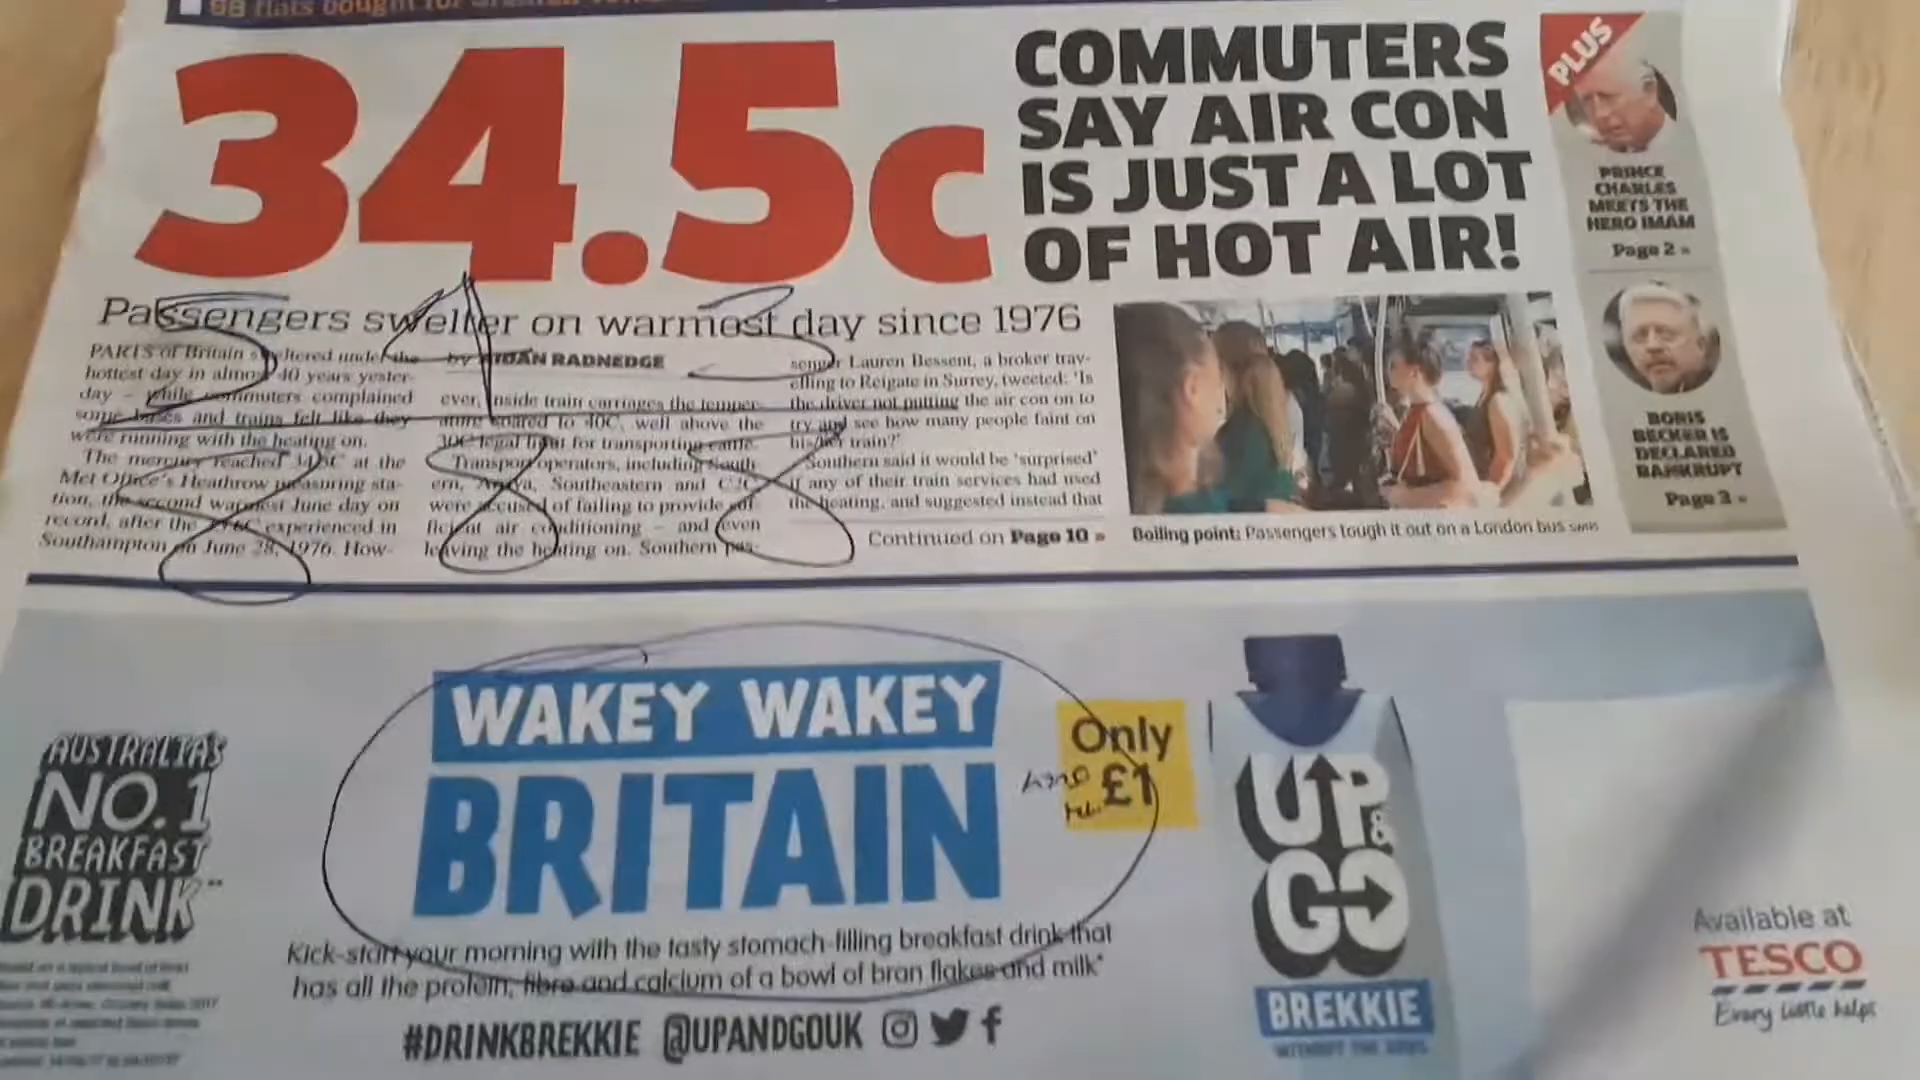 34.5c
COMMUTERS
SAY AIR CON
IS JUST A LOT
OF HOT AIR!
PLUS
PRINCE
CHARLES
MEETS THE
HERO IMAM
Page 2 »
BORIS
BECKER IS
DECLARED
BANKRUPT
Page 3 »
Passengers swelter on warmest day since 1976
PARTS of Britain sweltered under the
hottest day in almost 40 years yester-
day – while commuters complained
some buses and trains felt like they
were running with the heating on.
The mercury reached 34.5C at the
Met Office's Heathrow measuring sta-
tion, the second warmest June day on
record, after the experienced in
Southampton on June 28, 1976. How-
by AIDAN RADNEDGE
ever, inside train carriages the temper-
ature soared to 40C, well above the
30C legal limit for transporting cattle.
Transport operators, including South-
ern, Arriva, Southeastern and C2C
were accused of failing to provide suf-
ficient air conditioning – and even
leaving the heating on. Southern pas-
senger Lauren Bessent, a broker trav-
elling to Reigate in Surrey, tweeted: 'Is
the driver not putting the air con on to
try and see how many people faint on
his/her train?'
Southern said it would be 'surprised'
if any of their train services had used
the heating, and suggested instead that
Continued on Page 10 »
Boiling point: Passengers tough it out on a London bus SWNS
AUSTRALIA'S
NO.1
BREAKFAST
DRINK
WAKEY WAKEY
BRITAIN
Only
£1
Kick-start your morning with the tasty stomach-filling breakfast drink that
has all the protein, fibre and calcium of a bowl of bran flakes and milk*
#DRINKBREKKIE @UPANDGOUK
UP&
GO
BREKKIE
Available at
TESCO
Every little helps